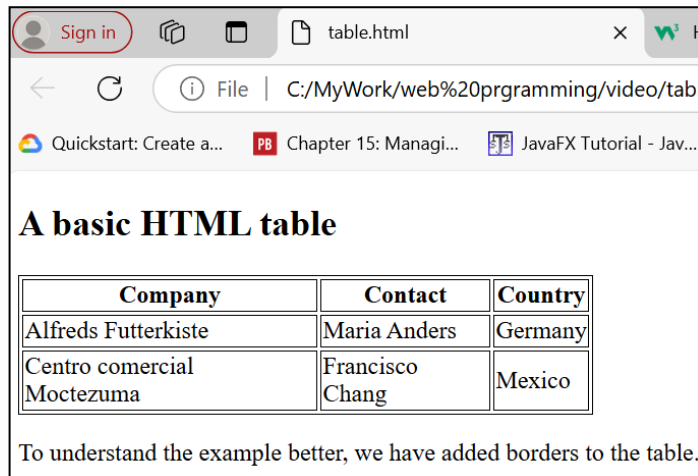 Sign in
table.html
H
File
C:/MyWork/web%20prgramming/video/tab
Quickstart: Create a...
PB
Chapter 15: Managi...
JavaFX Tutorial - Jav...
A basic HTML table
Company Contact Country
Alfreds Futterkiste Maria Anders Germany
Centro comercial Moctezuma
Francisco Chang
Mexico
To understand the example better, we have added borders to the table.